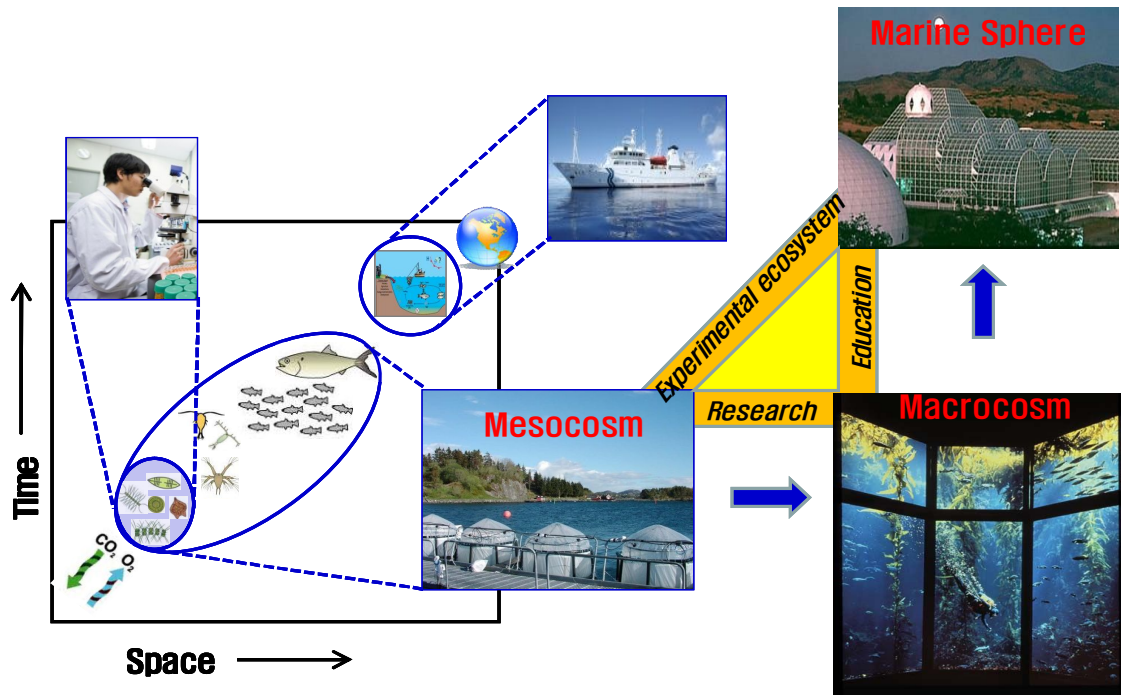 Marine Sphere
Experimental ecosystem
Education
Research
Macrocosm
Mesocosm
Time
CO2 O2
Space